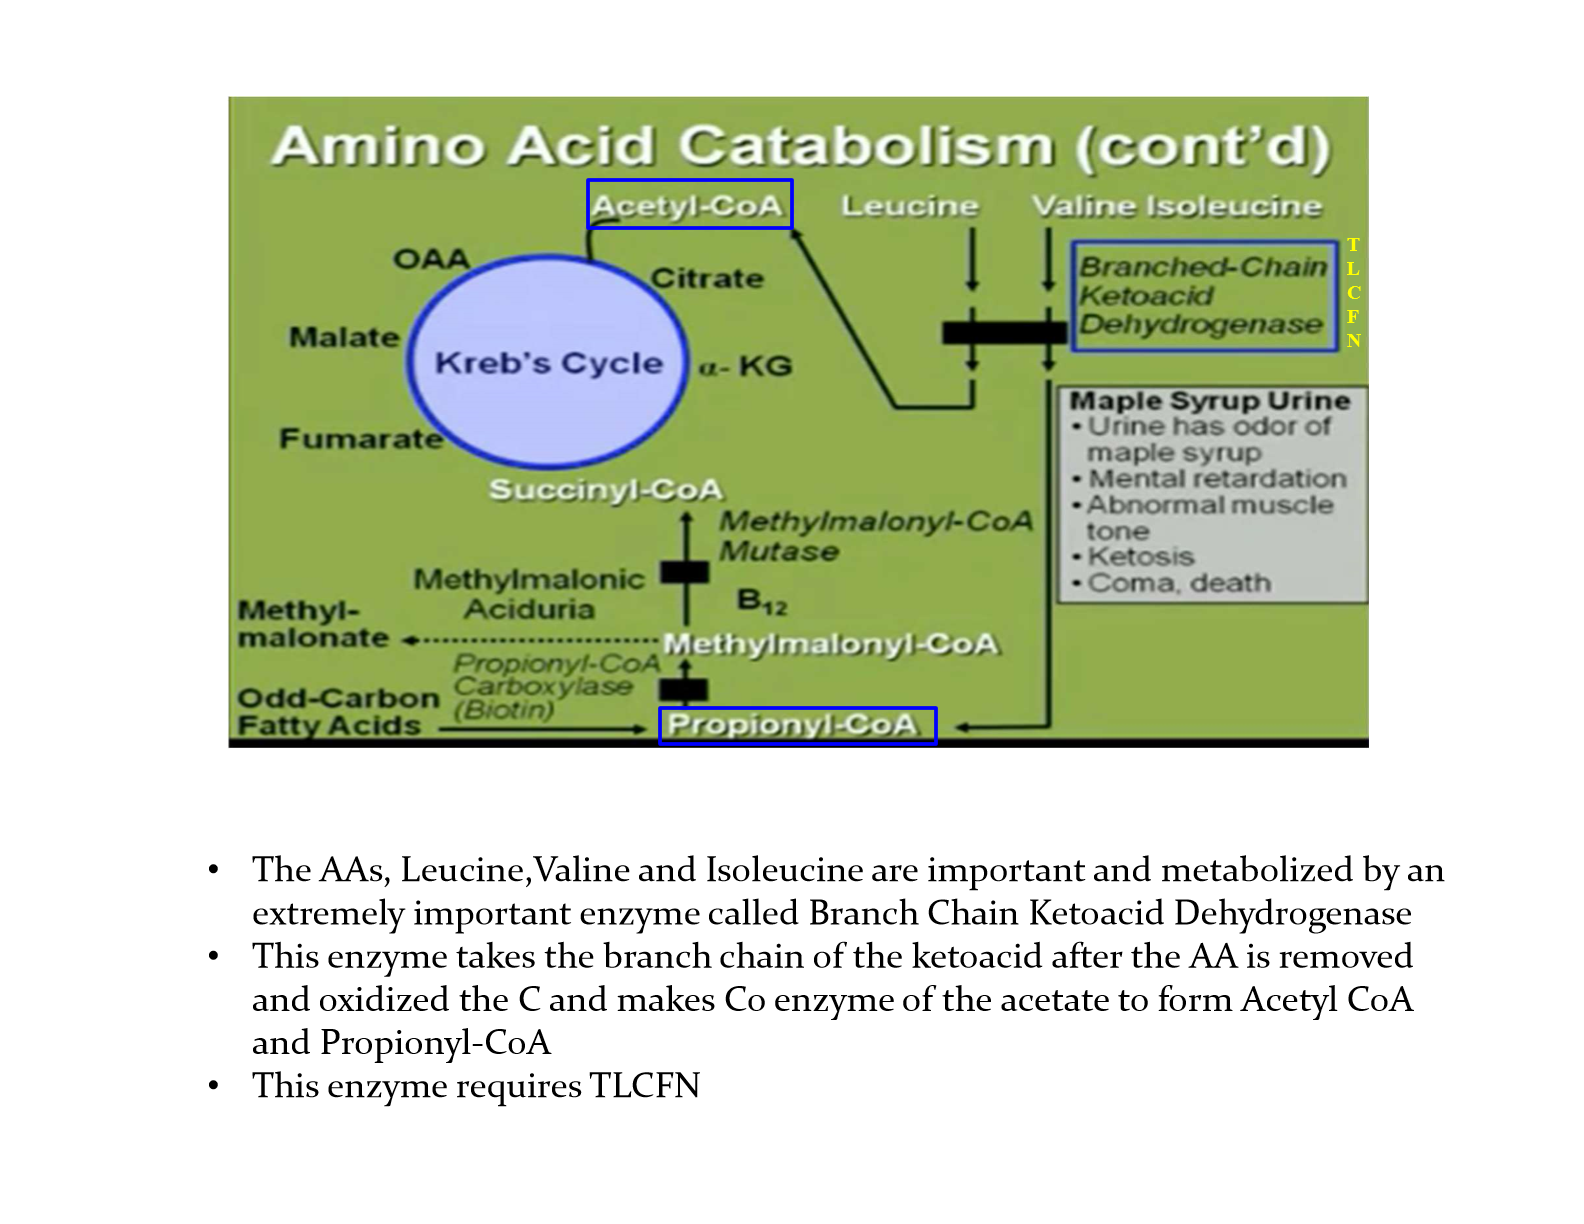 Amino Acid Catabolism (cont’d)
Acetyl-CoA
Leucine
Valine Isoleucine
OAA
Citrate
Malate
Kreb’s Cycle
α- KG
Fumarate
Succinyl-CoA
Branched-Chain
Ketoacid
Dehydrogenase
T
L
C
F
N
Maple Syrup Urine
• Urine has odor of
maple syrup
• Mental retardation
• Abnormal muscle
tone
• Ketosis
• Coma, death
Methylmalonyl-CoA
Mutase
B12
Methylmalonic
Aciduria
Methyl-
malonate
Methylmalonyl-CoA
Propionyl-CoA
Carboxylase
(Biotin)
Odd-Carbon
Fatty Acids
Propionyl-CoA
• The AAs, Leucine,Valine and Isoleucine are important and metabolized by an
extremely important enzyme called Branch Chain Ketoacid Dehydrogenase
• This enzyme takes the branch chain of the ketoacid after the AA is removed
and oxidized the C and makes Co enzyme of the acetate to form Acetyl CoA
and Propionyl-CoA
• This enzyme requires TLCFN